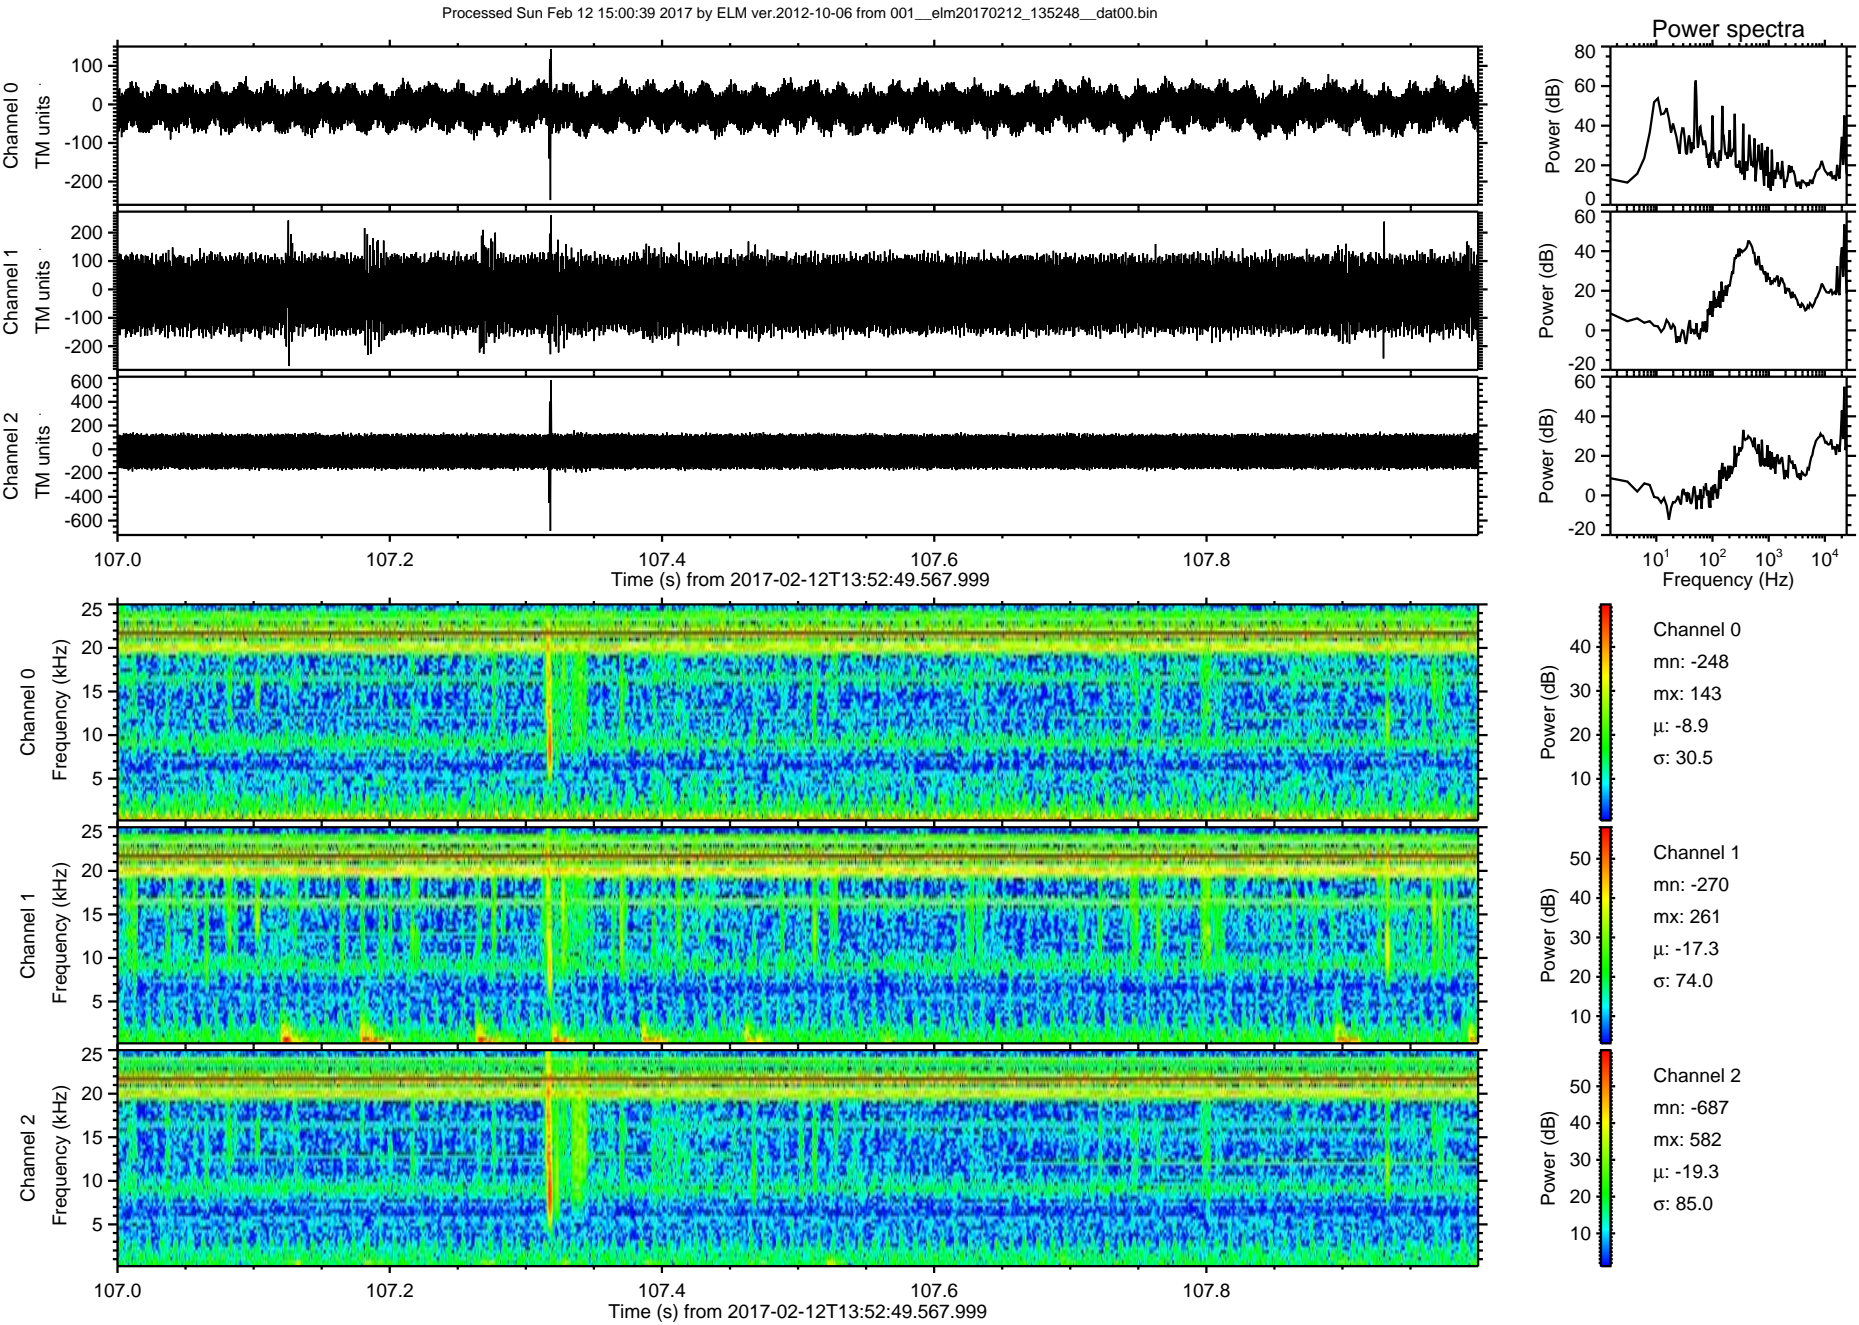 Processed Sun Feb 12 15:00:39 2017 by ELM ver.2012-10-06 from 001__elm20170212_135248__dat00.bin
Power spectra
Channel 0
TM units
100
0
-100
-200
Power (dB)
80
60
40
20
0
Channel 1
TM units
200
100
0
-100
-200
Power (dB)
60
40
20
0
-20
Channel 2
TM units
600
400
200
0
-200
-400
-600
Power (dB)
60
40
20
0
-20
107.0 107.2 107.4 107.6 107.8
Time (s) from 2017-02-12T13:52:49.567.999
10¹ 10² 10³ 10⁴
Frequency (Hz)
Channel 0
Frequency (kHz)
25
20
15
10
5
Power (dB)
40
30
20
10
Channel 0
mn: -248
mx: 143
μ: -8.9
σ: 30.5
Channel 1
Frequency (kHz)
25
20
15
10
5
Power (dB)
50
40
30
20
10
Channel 1
mn: -270
mx: 261
μ: -17.3
σ: 74.0
Channel 2
Frequency (kHz)
25
20
15
10
5
Power (dB)
50
40
30
20
10
Channel 2
mn: -687
mx: 582
μ: -19.3
σ: 85.0
107.0 107.2 107.4 107.6 107.8
Time (s) from 2017-02-12T13:52:49.567.999